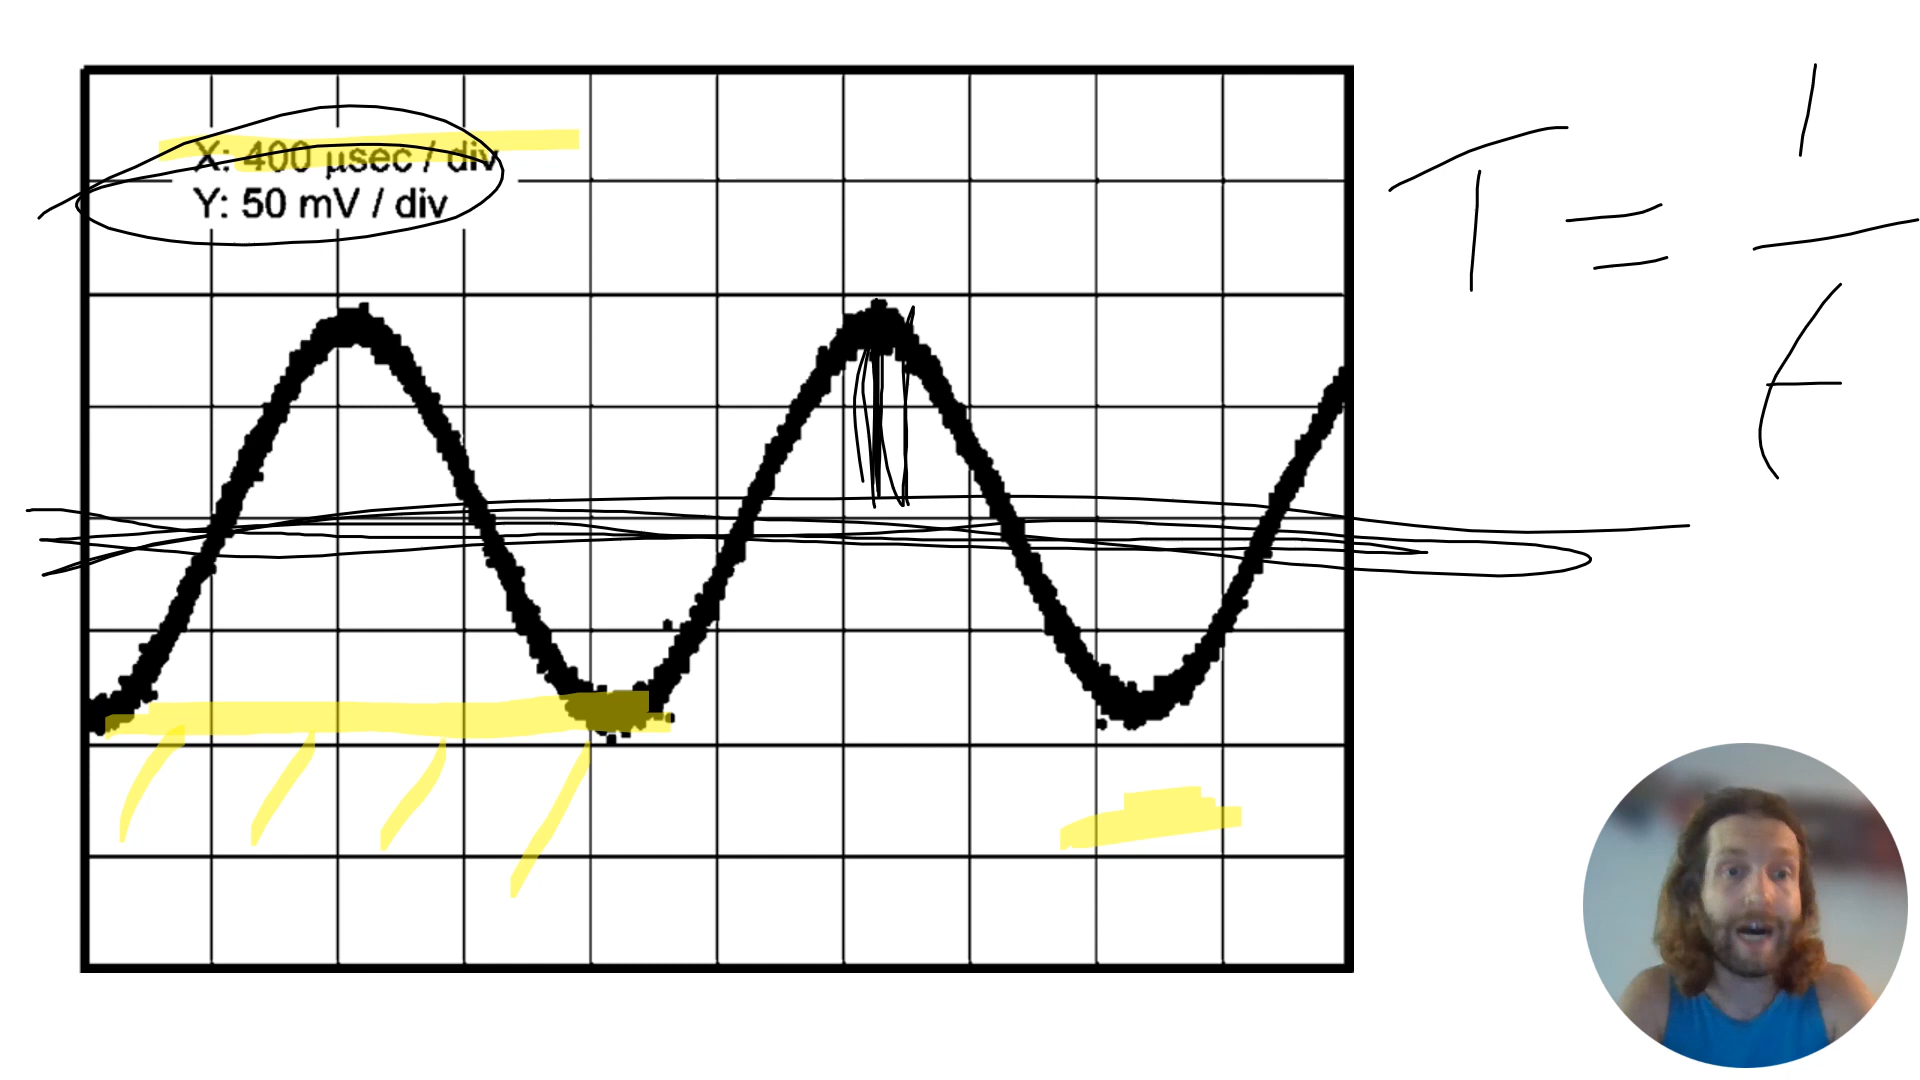 X: 400 µsec / div
Y: 50 mV / div
T = 1
f